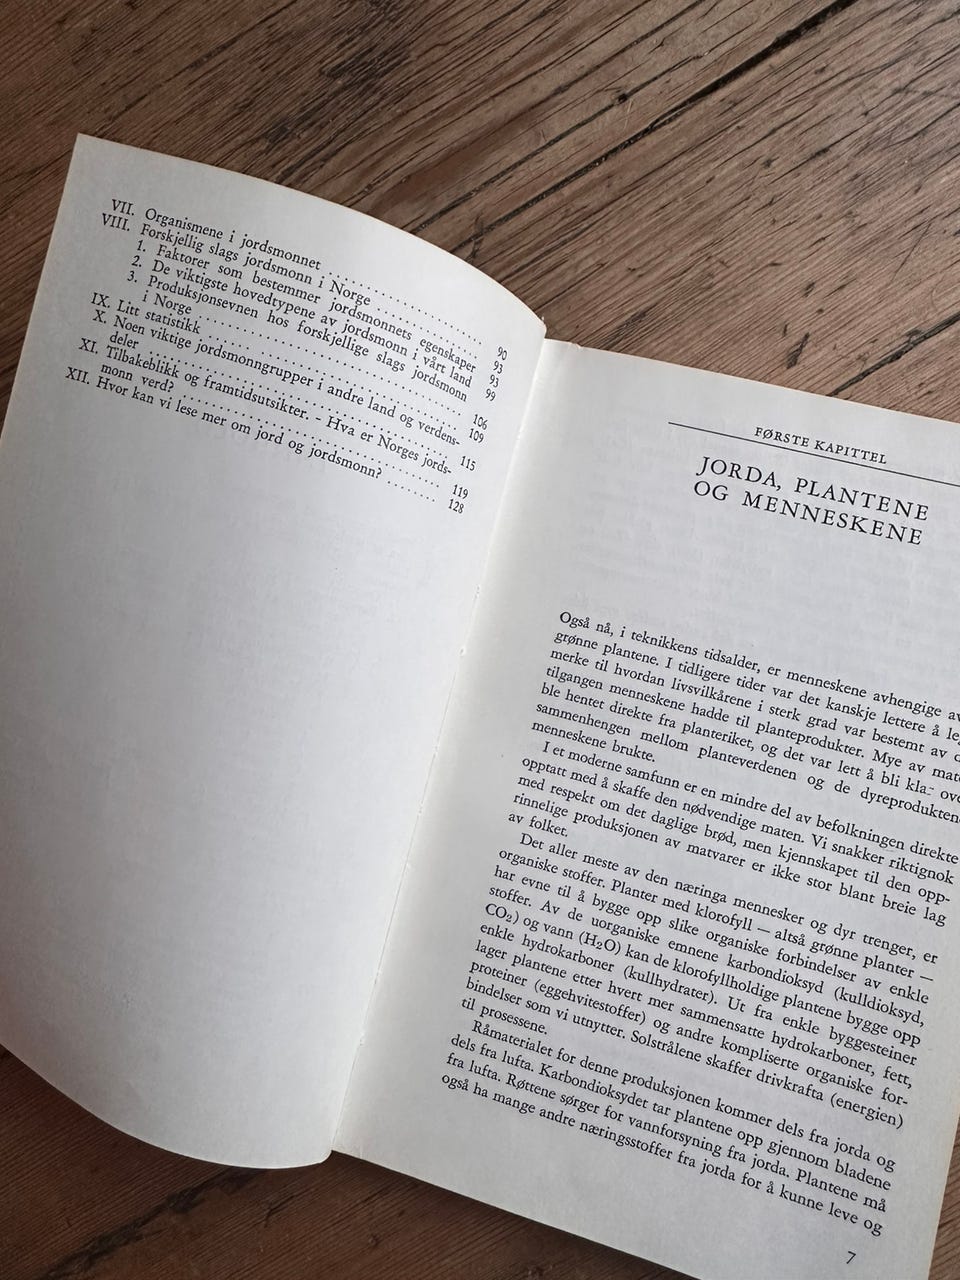 VII. Organismene i jordsmonnet . . . . . . . . . . . . . . . . . . . . 90
VIII. Forskjellig slags jordsmonn i Norge . . . . . . . . . . . . . . . 93
1. Faktorer som bestemmer jordsmonnets egenskaper 93
2. De viktigste hovedtypene av jordsmonn i vårt land 99
3. Produksjonsevnen hos forskjellige slags jordsmonn
i Norge . . . . . . . . . . . . . . . . . . . . . . . . . . . . 106
IX. Litt statistikk . . . . . . . . . . . . . . . . . . . . . . . . . . 109
X. Noen viktige jordsmonngrupper i andre land og verdens-
deler . . . . . . . . . . . . . . . . . . . . . . . . . . . . . . 115
XI. Tilbakeblikk og framtidsutsikter. – Hva er Norges jords-
monn verd? . . . . . . . . . . . . . . . . . . . . . . . . . . 119
XII. Hvor kan vi lese mer om jord og jordsmonn? . . . . . . . . 128
FØRSTE KAPITTEL
JORDA, PLANTENE
OG MENNESKENE
Også nå, i teknikkens tidsalder, er menneskene avhengige av
grønne plantene. I tidligere tider var det kanskje lettere å le
merke til hvordan livsvilkårene i sterk grad var bestemt av d
tilgangen menneskene hadde til planteprodukter. Mye av mat
ble hentet direkte fra planteriket, og det var lett å bli klar ove
sammenhengen mellom planteverdenen og de dyreprodukten
menneskene brukte.
I et moderne samfunn er en mindre del av befolkningen direkte
opptatt med å skaffe den nødvendige maten. Vi snakker riktignok
med respekt om det daglige brød, men kjennskapet til den opp-
rinnelige produksjonen av matvarer er ikke stor blant breie lag
av folket.
Det aller meste av den næringa mennesker og dyr trenger, er
organiske stoffer. Planter med klorofyll — altså grønne planter —
har evne til å bygge opp slike organiske forbindelser av enkle
stoffer. Av de uorganiske emnene karbondioksyd (kulldioksyd,
CO₂) og vann (H₂O) kan de klorofyllholdige plantene bygge opp
enkle hydrokarboner (kullhydrater). Ut fra enkle byggesteiner
lager plantene etter hvert mer sammensatte hydrokarboner, fett,
proteiner (eggehvitestoffer) og andre kompliserte organiske for-
bindelser som vi utnytter. Solstrålene skaffer drivkrafta (energien)
til prosessene.
Råmaterialet for denne produksjonen kommer dels fra jorda og
dels fra lufta. Karbondioksydet tar plantene opp gjennom bladene
fra lufta. Røttene sørger for vannforsyning fra jorda. Plantene må
også ha mange andre næringsstoffer fra jorda for å kunne leve og
7